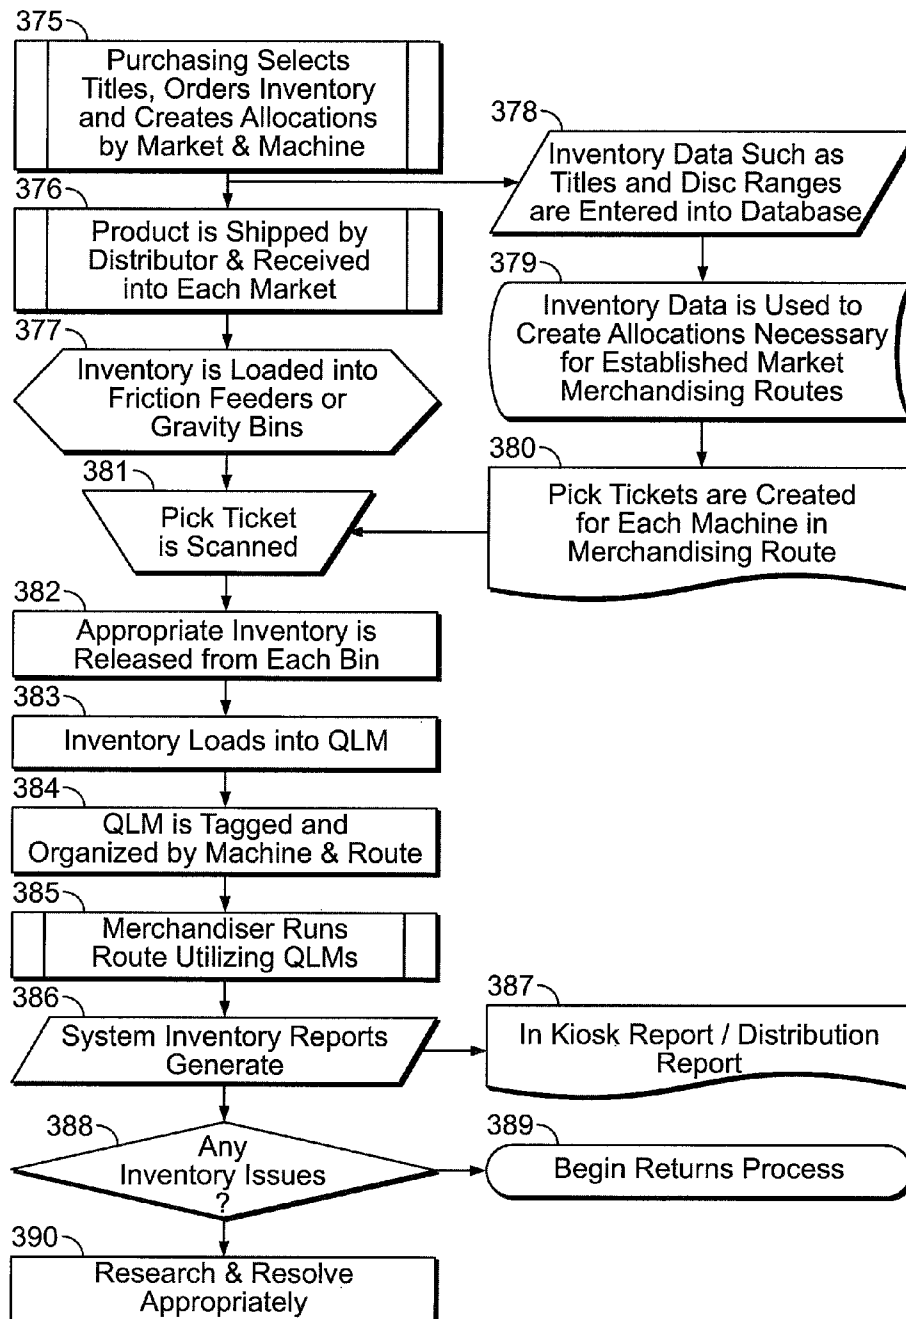 375
Purchasing Selects
Titles, Orders Inventory
and Creates Allocations
by Market & Machine
376
Product is Shipped by
Distributor & Received
into Each Market
377
Inventory is Loaded into
Friction Feeders or
Gravity Bins
378
Inventory Data Such as
Titles and Disc Ranges
are Entered into Database
379
Inventory Data is Used to
Create Allocations Necessary
for Established Market
Merchandising Routes
380
Pick Tickets are Created
for Each Machine in
Merchandising Route
381
Pick Ticket
is Scanned
382
Appropriate Inventory is
Released from Each Bin
383
Inventory Loads into QLM
384
QLM is Tagged and
Organized by Machine & Route
385
Merchandiser Runs
Route Utilizing QLMs
386
System Inventory Reports
Generate
387
In Kiosk Report / Distribution
Report
388
Any
Inventory Issues
?
389
Begin Returns Process
390
Research & Resolve
Appropriately